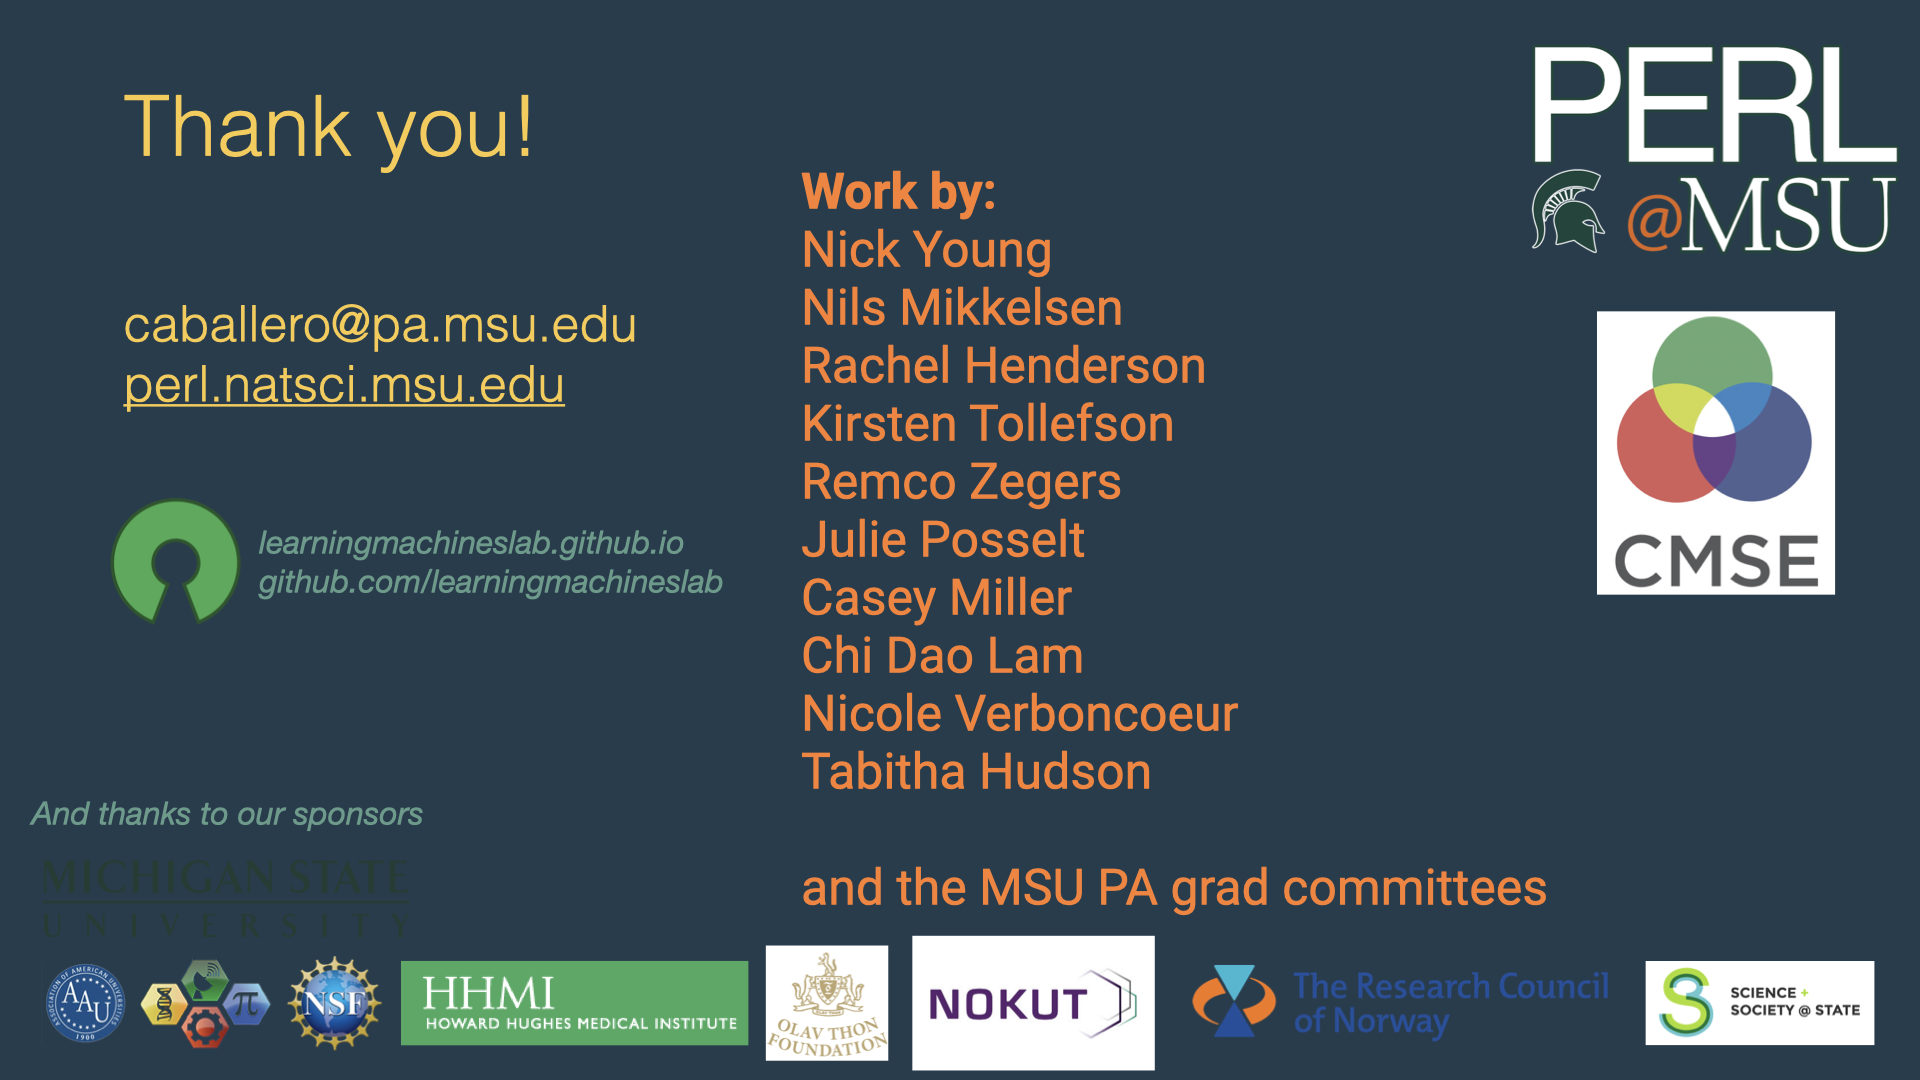 Thank you!
caballero@pa.msu.edu
perl.natsci.msu.edu
learningmachineslab.github.io
github.com/learningmachineslab
Work by:
Nick Young
Nils Mikkelsen
Rachel Henderson
Kirsten Tollefson
Remco Zegers
Julie Posselt
Casey Miller
Chi Dao Lam
Nicole Verboncoeur
Tabitha Hudson
and the MSU PA grad committees
PERL
@MSU
CMSE
And thanks to our sponsors
MICHIGAN STATE
UNIVERSITY
ASSOCIATION OF AMERICAN UNIVERSITIES
AAU
1900
π
NSF
HHMI
HOWARD HUGHES MEDICAL INSTITUTE
OLAV THON
FOUNDATION
NOKUT
The Research Council
of Norway
SCIENCE +
SOCIETY @ STATE